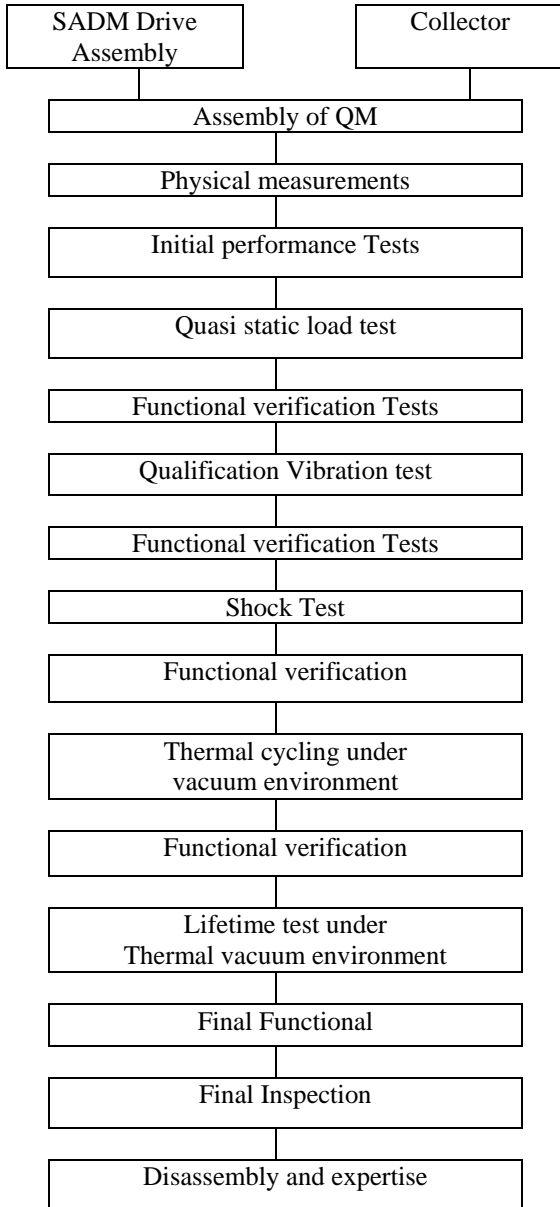 SADM Drive
Assembly
Collector
Assembly of QM
Physical measurements
Initial performance Tests
Quasi static load test
Functional verification Tests
Qualification Vibration test
Functional verification Tests
Shock Test
Functional verification
Thermal cycling under
vacuum environment
Functional verification
Lifetime test under
Thermal vacuum environment
Final Functional
Final Inspection
Disassembly and expertise